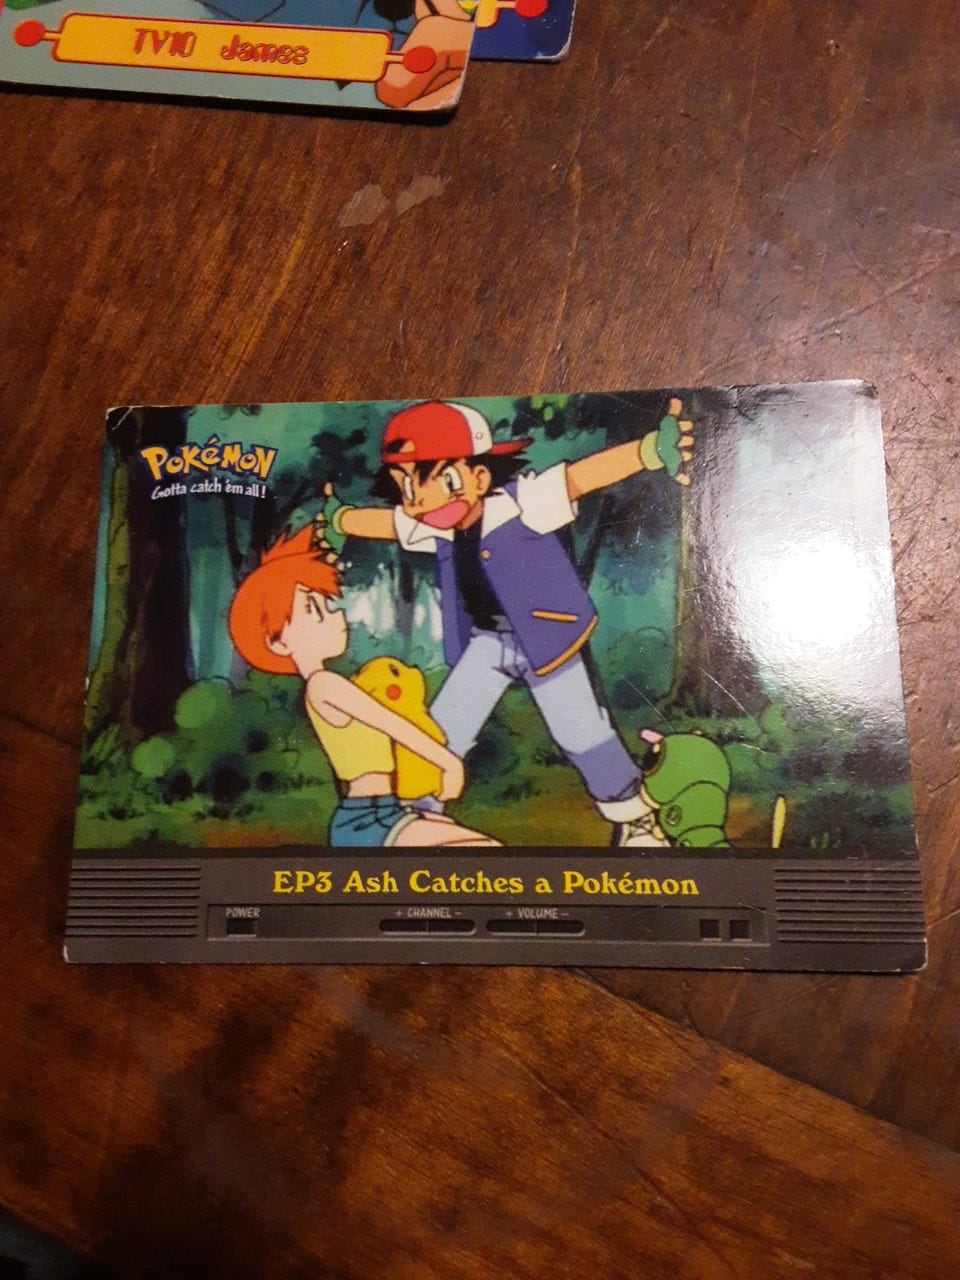 TV10 James
POKéMON
Gotta catch 'em all!
EP3 Ash Catches a Pokémon
POWER
+ CHANNEL -
+ VOLUME -